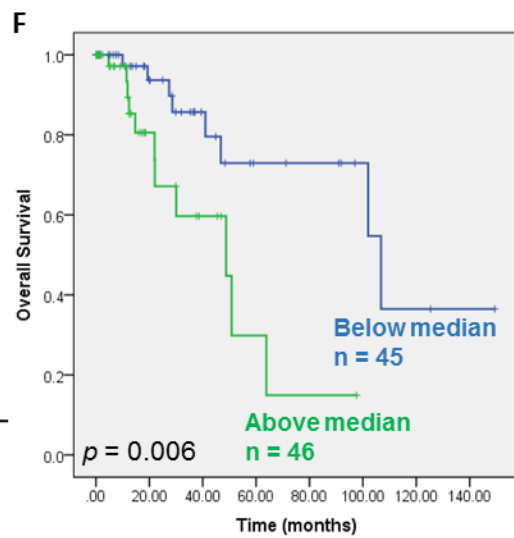 F
1.0
0.8
0.6
0.4
0.2
0.0
Overall Survival
Below median
n = 45
Above median
n = 46
p = 0.006
.00 20.00 40.00 60.00 80.00 100.00 120.00 140.00
Time (months)